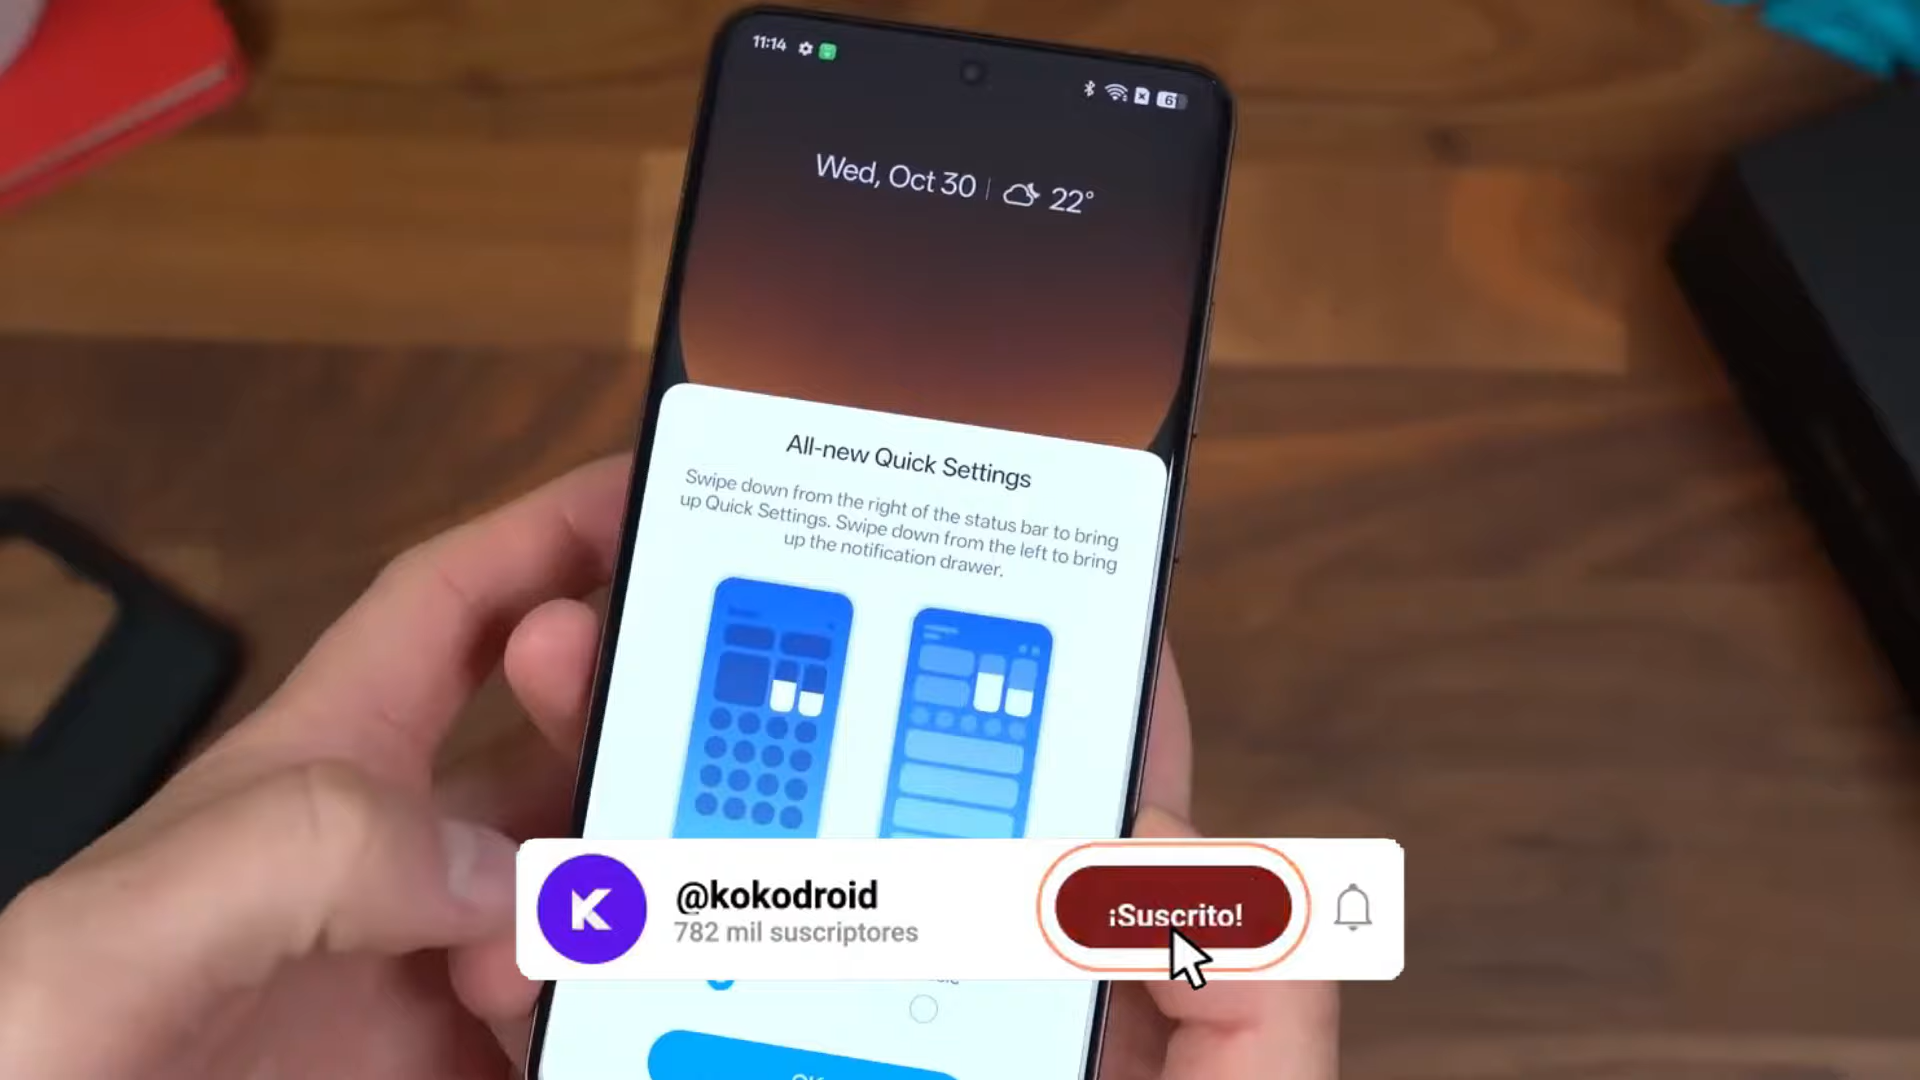 11:14
6
Wed, Oct 30 | 22°
All-new Quick Settings
Swipe down from the right of the status bar to bring
up Quick Settings. Swipe down from the left to bring
up the notification drawer.
K
@kokodroid
782 mil suscriptores
¡Suscrito!